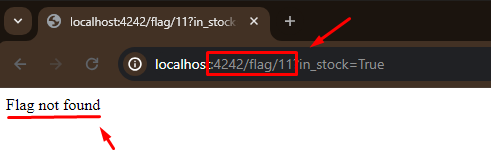 localhost:4242/flag/11?in_stock
localhost:4242/flag/11?in_stock=True
Flag not found